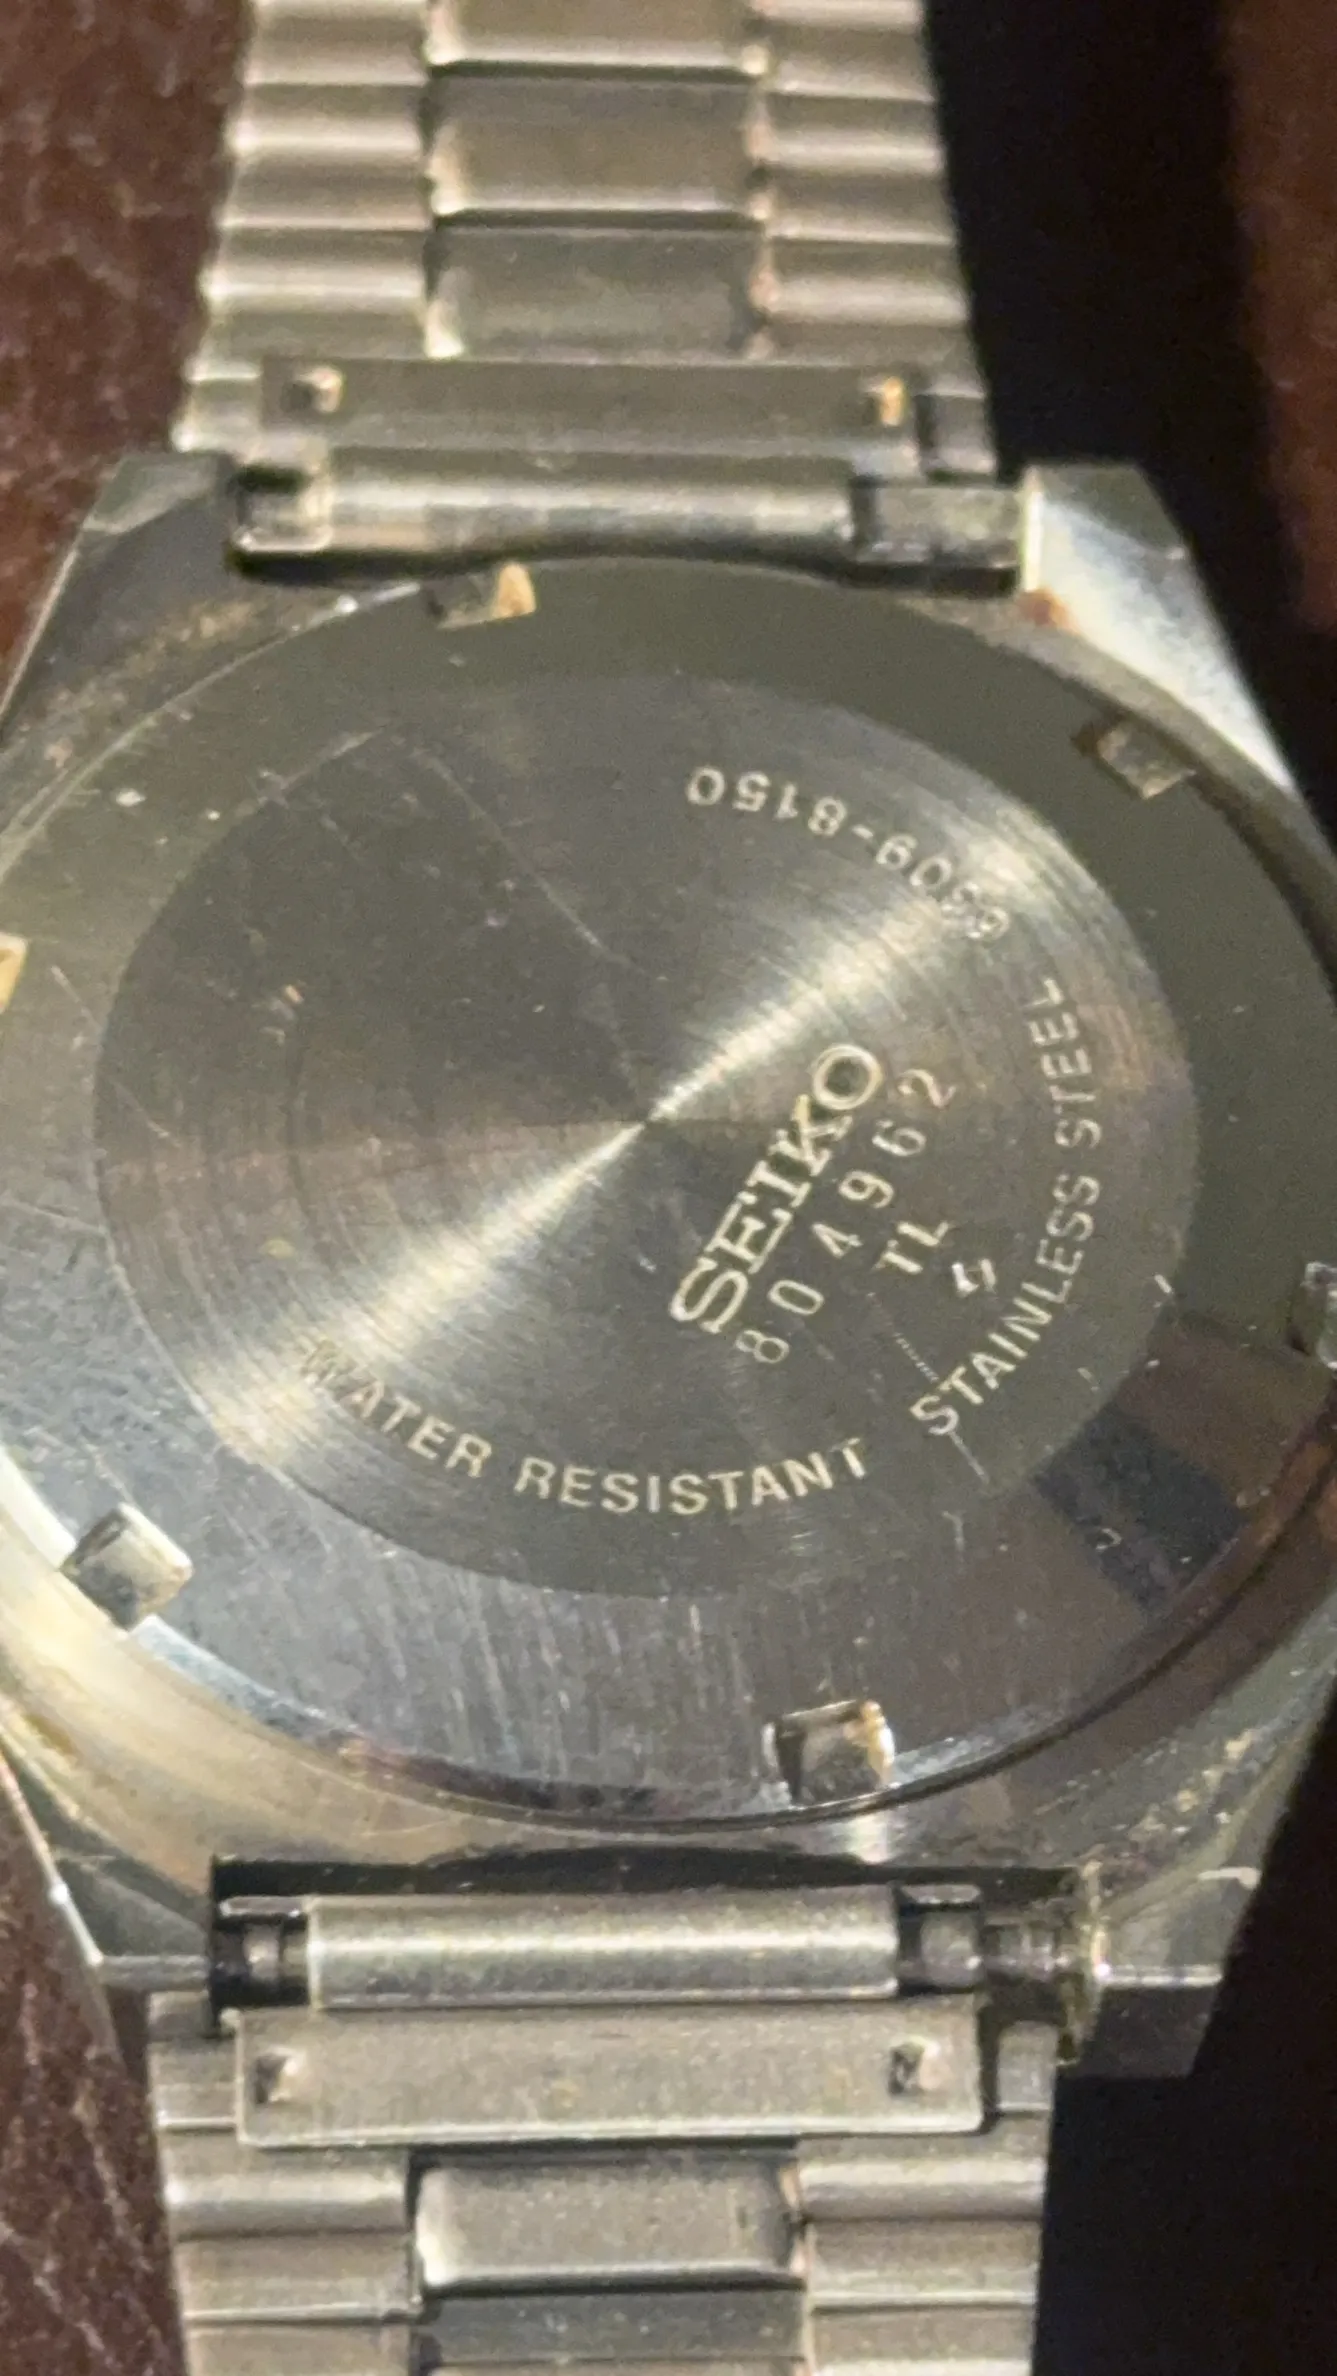 6309-8150
SEIKO
804962
TL
STAINLESS STEEL
WATER RESISTANT